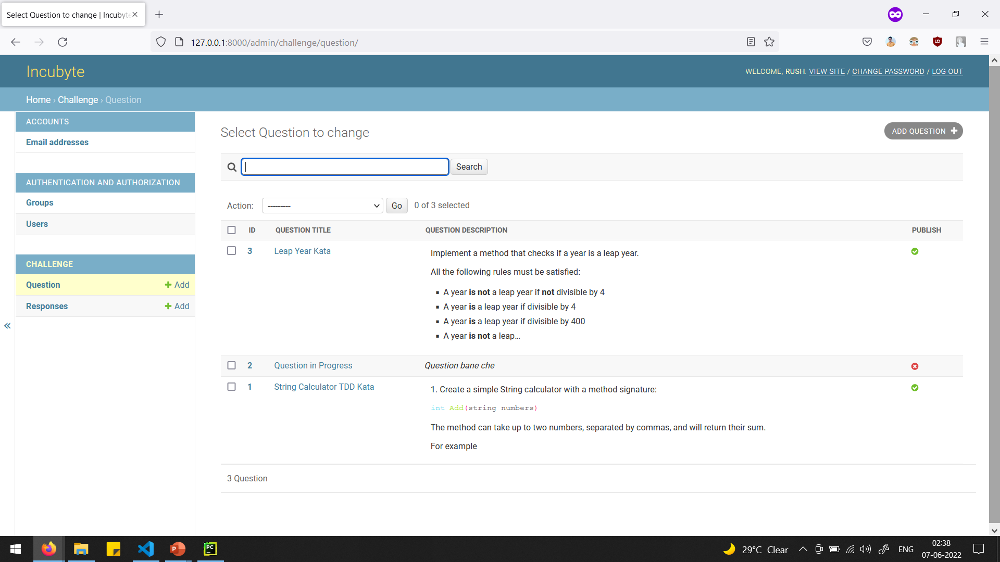 Select Question to change | Incubyte
127.0.0.1:8000/admin/challenge/question/
Incubyte
WELCOME, RUSH. VIEW SITE / CHANGE PASSWORD / LOG OUT
Home › Challenge › Question
ACCOUNTS
Email addresses
AUTHENTICATION AND AUTHORIZATION
Groups
Users
CHALLENGE
Question + Add
Responses + Add
«
Select Question to change
ADD QUESTION +
Search
Action: --------- Go 0 of 3 selected
ID QUESTION TITLE QUESTION DESCRIPTION PUBLISH
3 Leap Year Kata Implement a method that checks if a year is a leap year.
All the following rules must be satisfied:
▪ A year is not a leap year if not divisible by 4
▪ A year is a leap year if divisible by 4
▪ A year is a leap year if divisible by 400
▪ A year is not a leap…
2 Question in Progress Question bane che
1 String Calculator TDD Kata 1. Create a simple String calculator with a method signature:
int Add(string numbers)
The method can take up to two numbers, separated by commas, and will return their sum.
For example
3 Question
29°C Clear ENG 02:38
07-06-2022